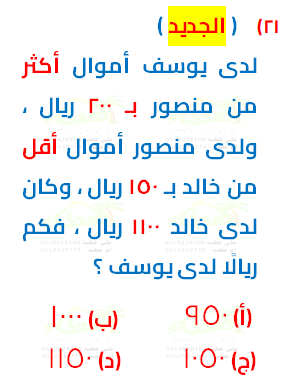 ٢١) ( الجديد )
لدى يوسف أموال أكثر
من منصور بـ ٢٠٠ ريال ،
ولدى منصور أموال أقل
من خالد بـ ١٥٠ ريال ، وكان
لدى خالد ١١٠٠ ريال ، فكم
ريالًا لدى يوسف ؟
(أ) ٩٥٠ (ب) ١٠٠٠
(ج) ١٠٥٠ (د) ١١٥٠